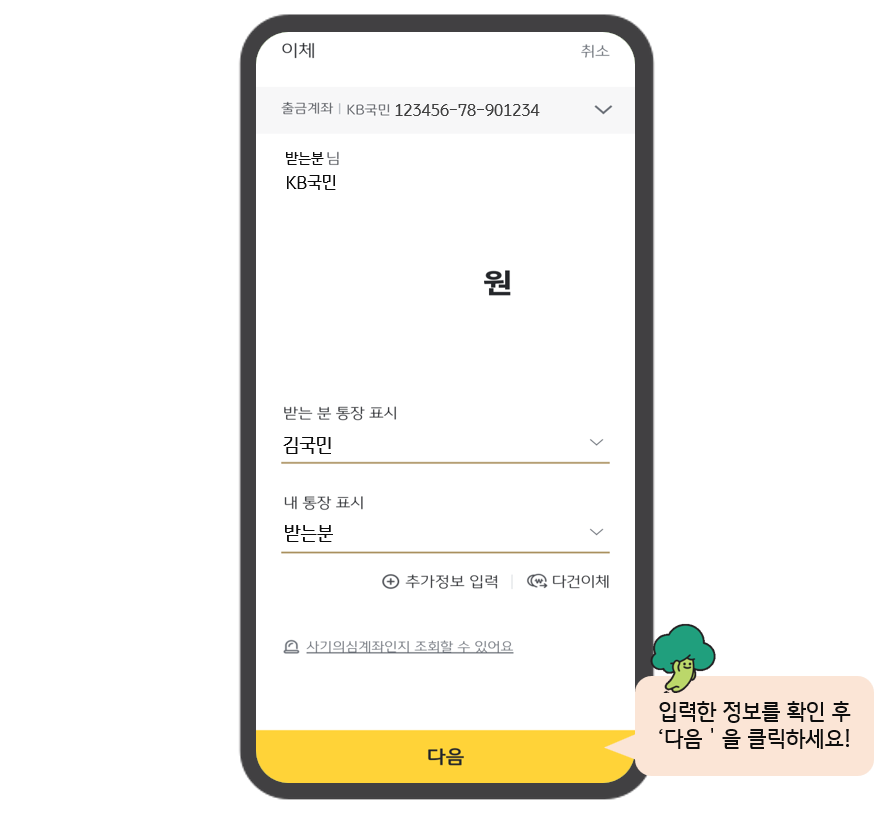 이체 취소
출금계좌 | KB국민 123456-78-901234
받는분님
KB국민
원
받는 분 통장 표시
김국민
내 통장 표시
받는분
추가정보 입력 | 다건이체
사기의심계좌인지 조회할 수 있어요
다음
입력한 정보를 확인 후
‘다음 ' 을 클릭하세요!